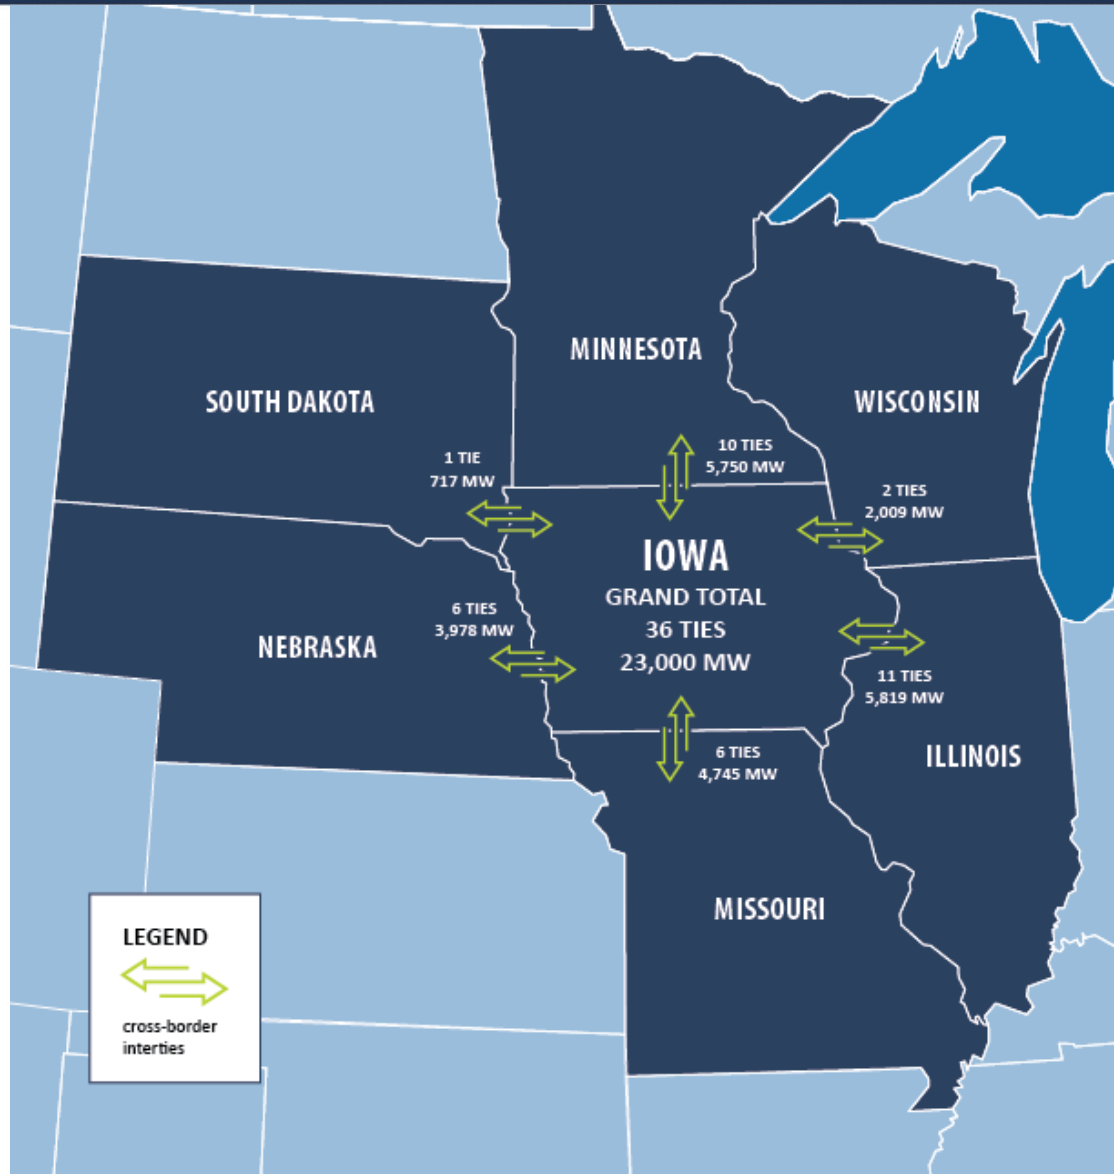 MINNESOTA
SOUTH DAKOTA
WISCONSIN
10 TIES
5,750 MW
1 TIE
717 MW
2 TIES
2,009 MW
IOWA
GRAND TOTAL
36 TIES
23,000 MW
6 TIES
3,978 MW
NEBRASKA
11 TIES
5,819 MW
6 TIES
4,745 MW
ILLINOIS
MISSOURI
LEGEND
cross-border
interties